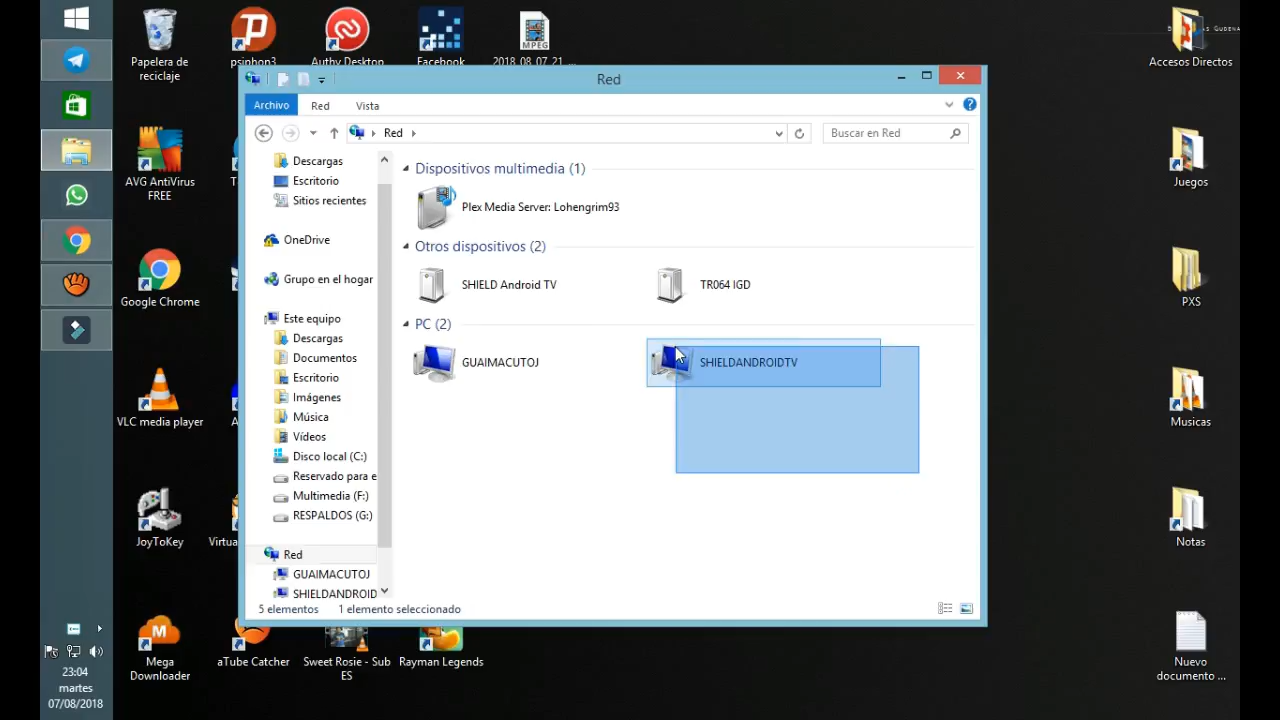 Papelera de
reciclaje
psiphon3
Authy Desktop
Facebook
MPEG
2018_08_07_21_...
Accesos Directos
AVG AntiVirus
FREE
Google Chrome
VLC media player
JoyToKey
Mega
Downloader
aTube Catcher
Sweet Rosie - Sub
ES
Rayman Legends
Juegos
PXS
Musicas
Notas
Nuevo
documento ...
Red
Archivo
Red
Vista
Red
Buscar en Red
Descargas
Escritorio
Sitios recientes
OneDrive
Grupo en el hogar
Este equipo
Descargas
Documentos
Escritorio
Imágenes
Música
Vídeos
Disco local (C:)
Reservado para e
Multimedia (F:)
RESPALDOS (G:)
Red
GUAIMACUTOJ
SHIELDANDROID
Dispositivos multimedia (1)
Plex Media Server: Lohengrim93
Otros dispositivos (2)
SHIELD Android TV
TR064 IGD
PC (2)
GUAIMACUTOJ
SHIELDANDROIDTV
5 elementos
1 elemento seleccionado
23:04
martes
07/08/2018